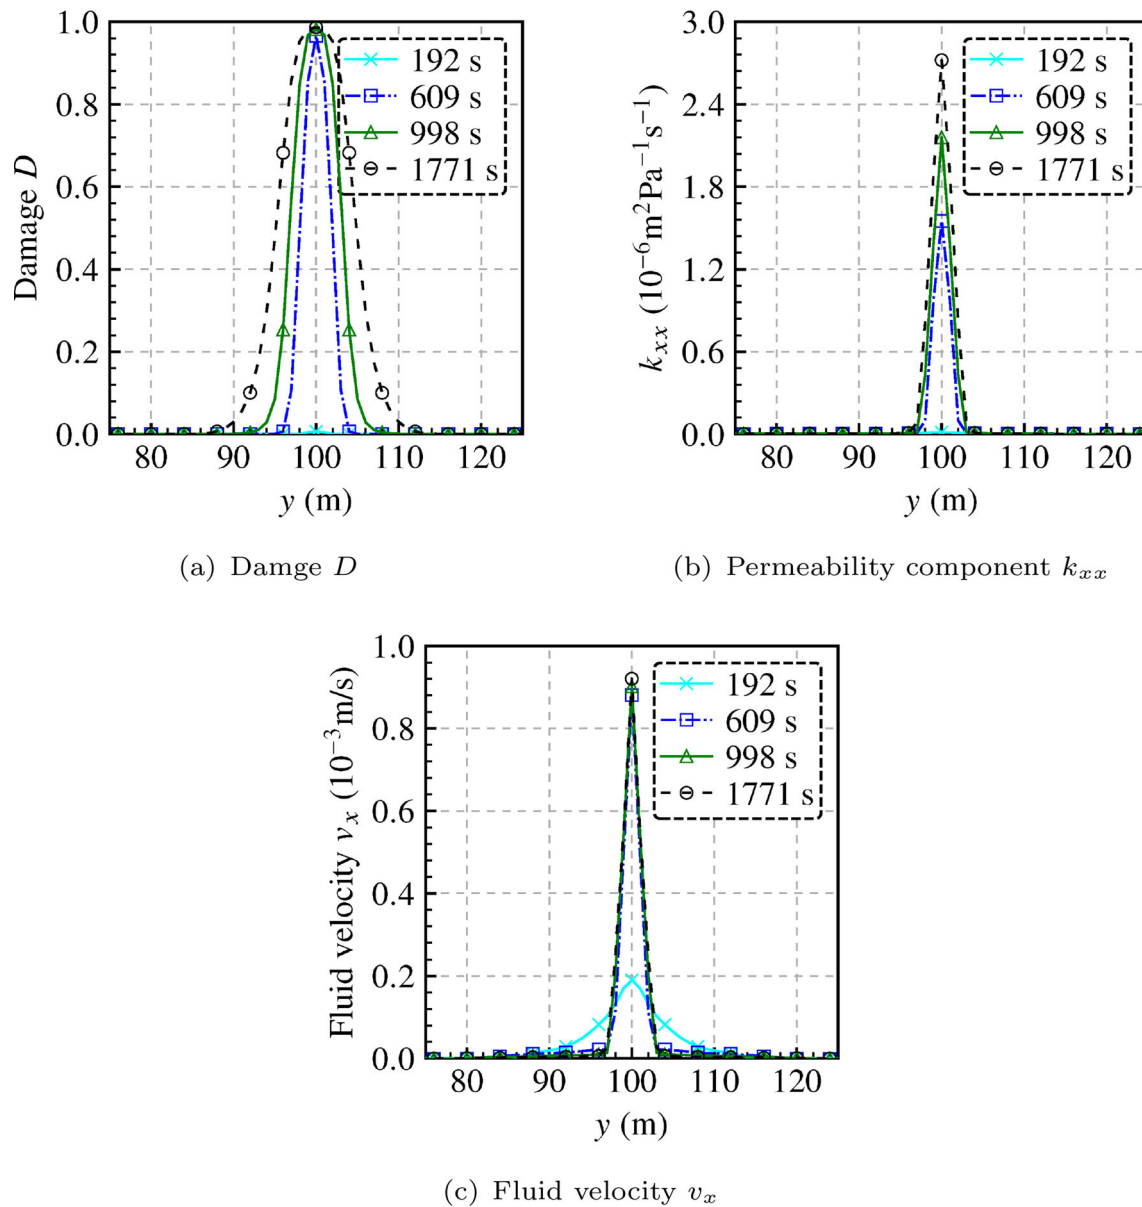 1.0
0.8
0.6
0.4
0.2
0.0
Damage D
192 s
609 s
998 s
1771 s
80 90 100 110 120
y (m)
(a) Damge D
3.0
2.4
1.8
1.2
0.6
0.0
k_{xx} (10^{−6}m^{2}Pa^{−1}s^{−1})
192 s
609 s
998 s
1771 s
80 90 100 110 120
y (m)
(b) Permeability component k_{xx}
1.0
0.8
0.6
0.4
0.2
0.0
Fluid velocity v_x (10^{−3}m/s)
192 s
609 s
998 s
1771 s
80 90 100 110 120
y (m)
(c) Fluid velocity v_x